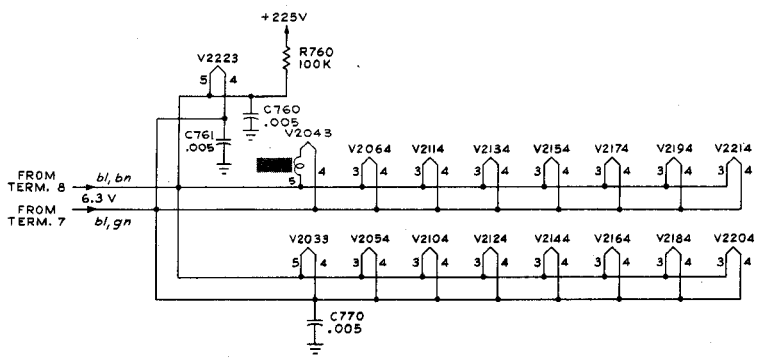 +225V
R760
100K
V2223
5 4
C760
.005
C761
.005
V2043
5 4
V2064 V2114 V2134 V2154 V2174 V2194 V2214
3 4 3 4 3 4 3 4 3 4 3 4 3 4
FROM
TERM. 8
bl, bn
6.3 V
FROM
TERM. 7
bl, gn
V2033 V2054 V2104 V2124 V2144 V2164 V2184 V2204
5 4 3 4 3 4 3 4 3 4 3 4 3 4 3 4
C770
.005